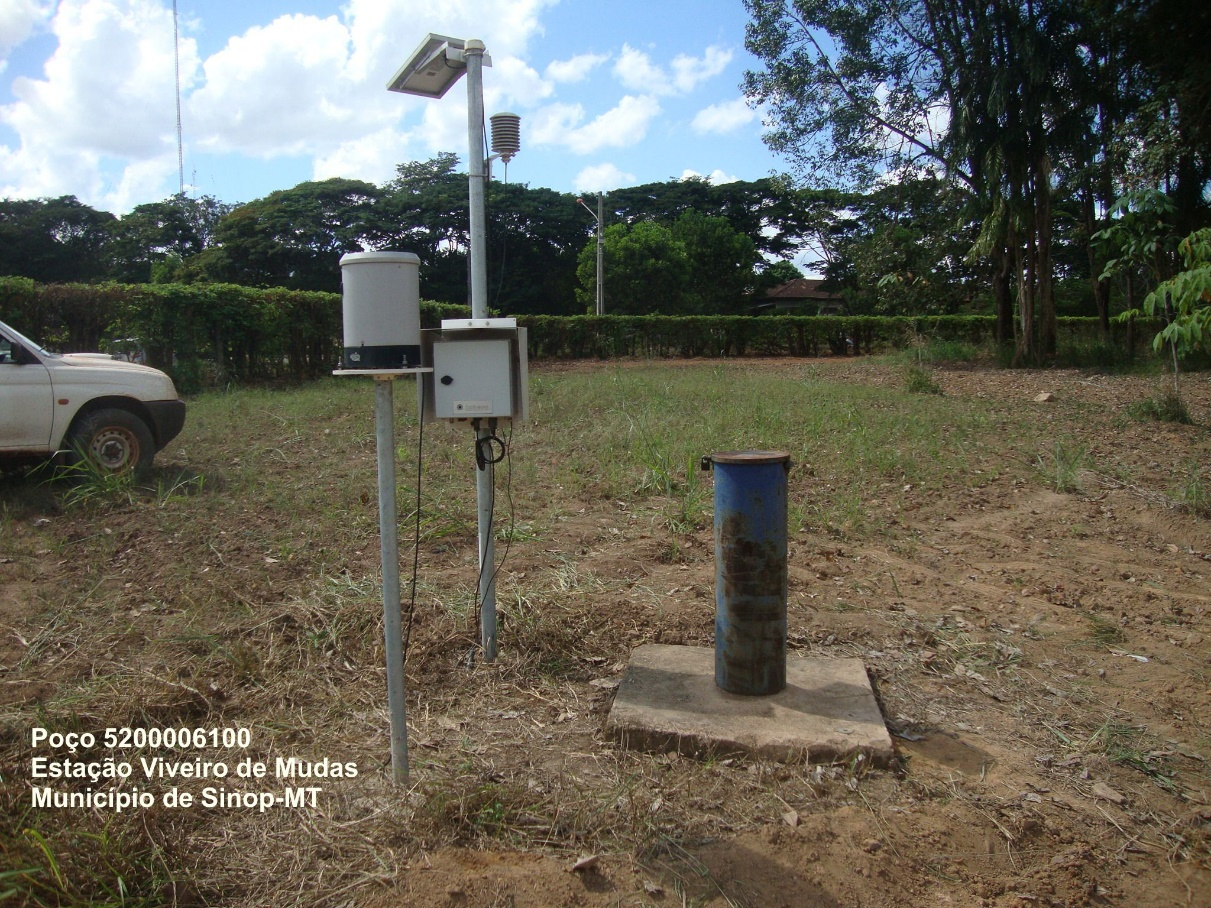 Poço 5200006100
Estação Viveiro de Mudas
Município de Sinop-MT